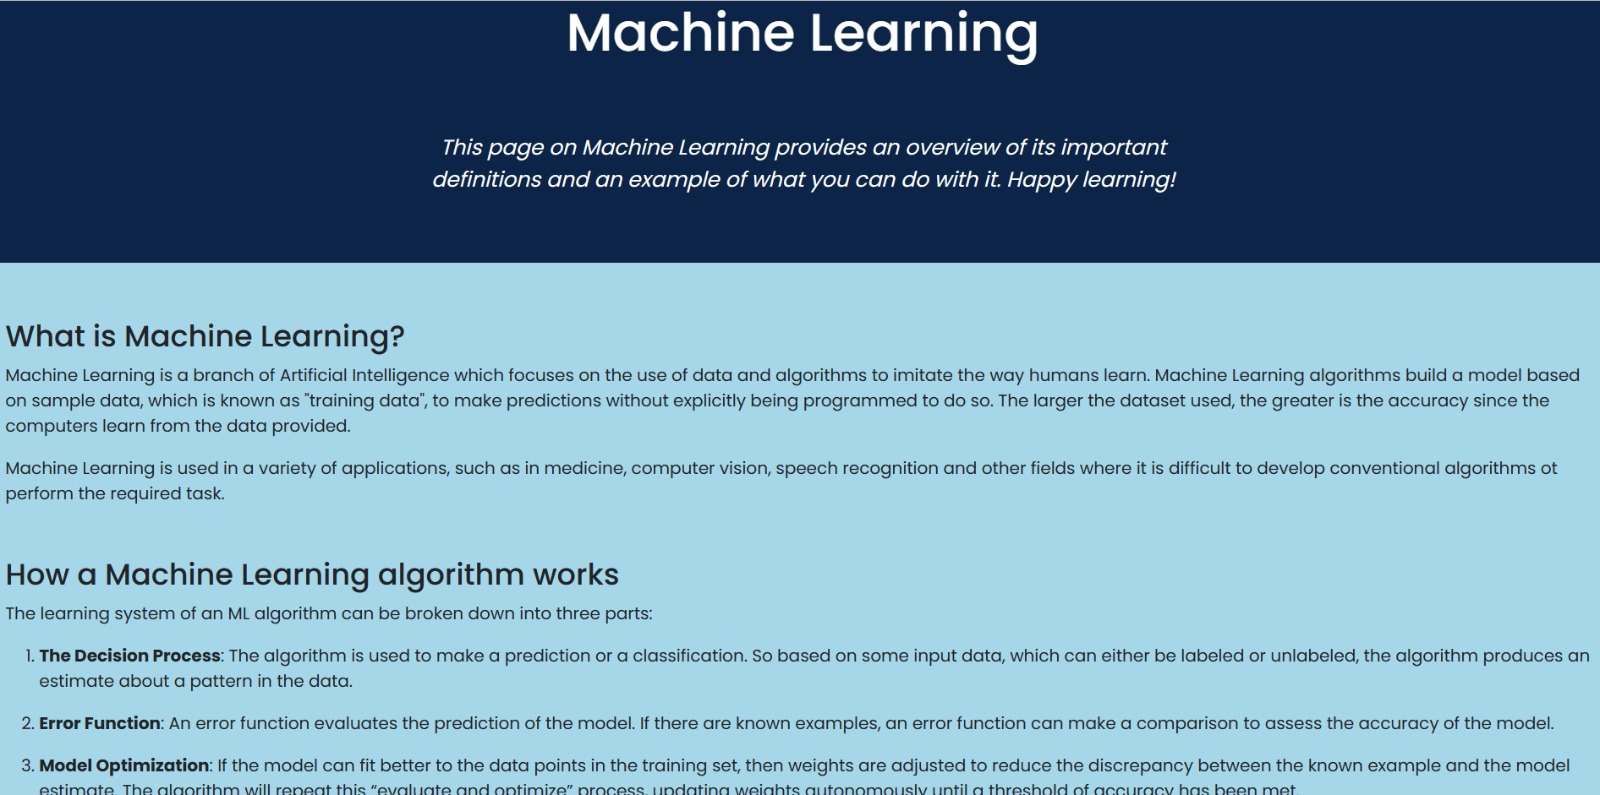 Machine Learning
This page on Machine Learning provides an overview of its important
definitions and an example of what you can do with it. Happy learning!
What is Machine Learning?
Machine Learning is a branch of Artificial Intelligence which focuses on the use of data and algorithms to imitate the way humans learn. Machine Learning algorithms build a model based
on sample data, which is known as "training data", to make predictions without explicitly being programmed to do so. The larger the dataset used, the greater is the accuracy since the
computers learn from the data provided.
Machine Learning is used in a variety of applications, such as in medicine, computer vision, speech recognition and other fields where it is difficult to develop conventional algorithms ot
perform the required task.
How a Machine Learning algorithm works
The learning system of an ML algorithm can be broken down into three parts:
1. The Decision Process: The algorithm is used to make a prediction or a classification. So based on some input data, which can either be labeled or unlabeled, the algorithm produces an
estimate about a pattern in the data.
2. Error Function: An error function evaluates the prediction of the model. If there are known examples, an error function can make a comparison to assess the accuracy of the model.
3. Model Optimization: If the model can fit better to the data points in the training set, then weights are adjusted to reduce the discrepancy between the known example and the model
estimate. The algorithm will repeat this “evaluate and optimize” process, updating weights autonomously until a threshold of accuracy has been met.